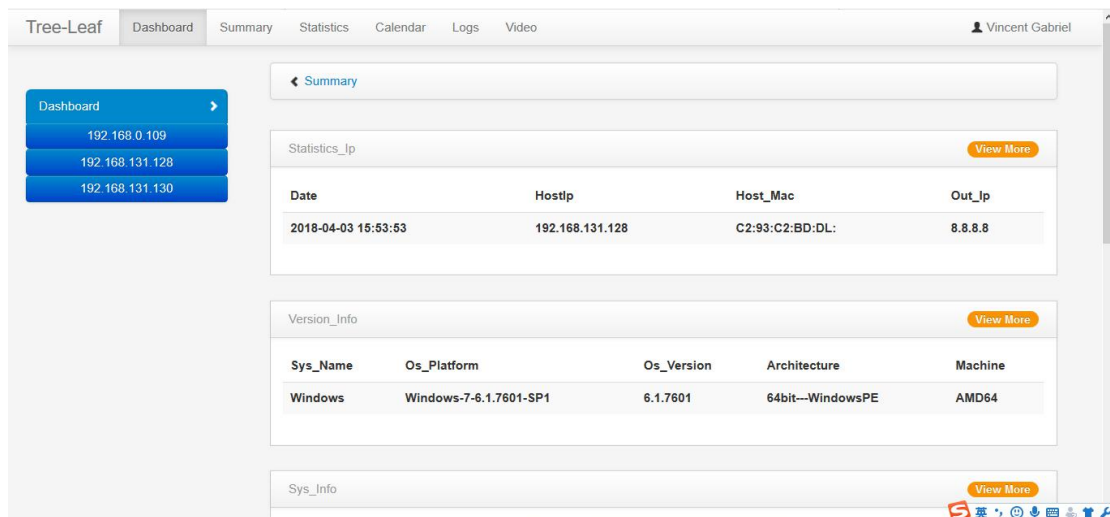 Tree-Leaf Dashboard Summary Statistics Calendar Logs Video Vincent Gabriel
Summary
Dashboard
192.168.0.109
192.168.131.128
192.168.131.130
Statistics_Ip View More
Date HostIp Host_Mac Out_Ip
2018-04-03 15:53:53 192.168.131.128 C2:93:C2:BD:DL: 8.8.8.8
Version_Info View More
Sys_Name Os_Platform Os_Version Architecture Machine
Windows Windows-7-6.1.7601-SP1 6.1.7601 64bit---WindowsPE AMD64
Sys_Info View More
英